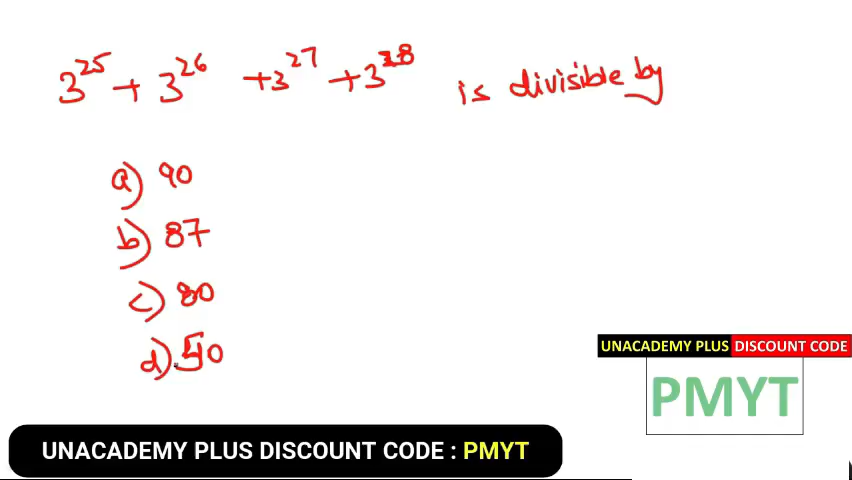 3^25 + 3^26 + 3^27 + 3^28 is divisible by
a) 90
b) 87
c) 80
d) 50
UNACADEMY PLUS DISCOUNT CODE
PMYT
UNACADEMY PLUS DISCOUNT CODE : PMYT